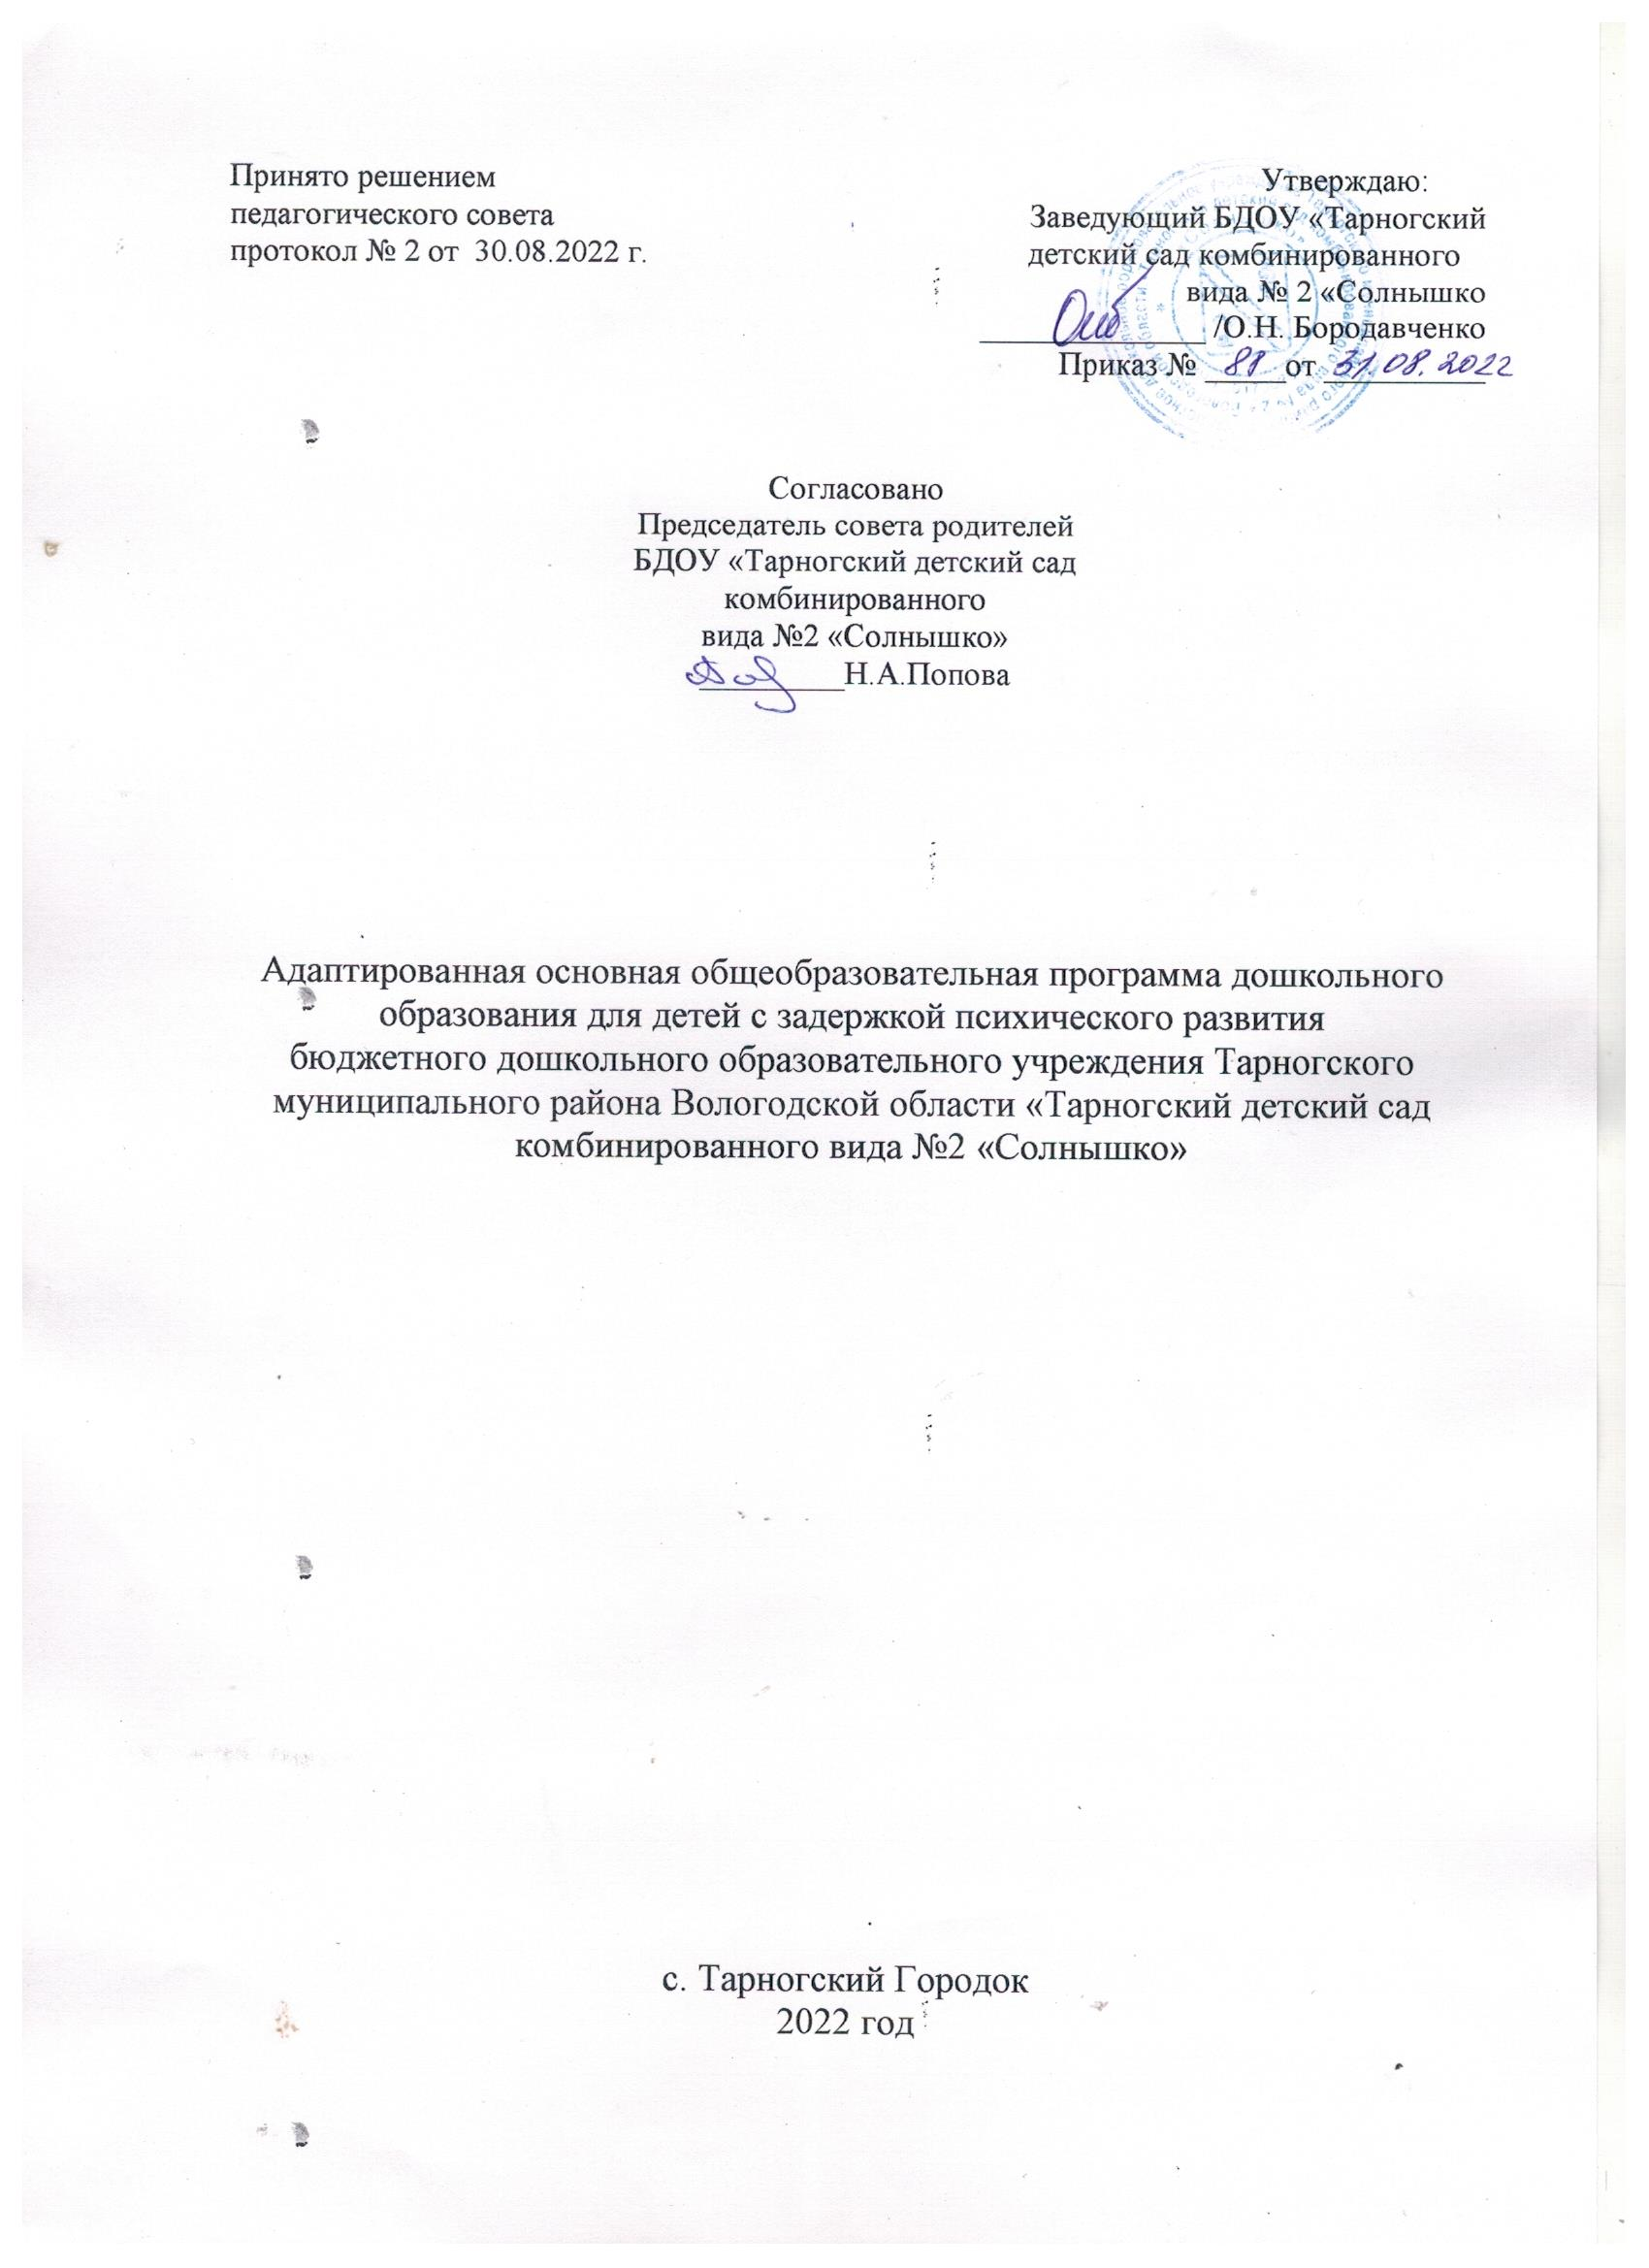 Принято решением
педагогического совета
протокол № 2 от 30.08.2022 г.
Утверждаю:
Заведующий БДОУ «Тарногский
детский сад комбинированного
вида № 2 «Солнышко
/О.Н. Бородавченко
Приказ № 88 от 31.08.2022
Согласовано
Председатель совета родителей
БДОУ «Тарногский детский сад
комбинированного
вида №2 «Солнышко»
Н.А.Попова
Адаптированная основная общеобразовательная программа дошкольного
образования для детей с задержкой психического развития
бюджетного дошкольного образовательного учреждения Тарногского
муниципального района Вологодской области «Тарногский детский сад
комбинированного вида №2 «Солнышко»
с. Тарногский Городок
2022 год